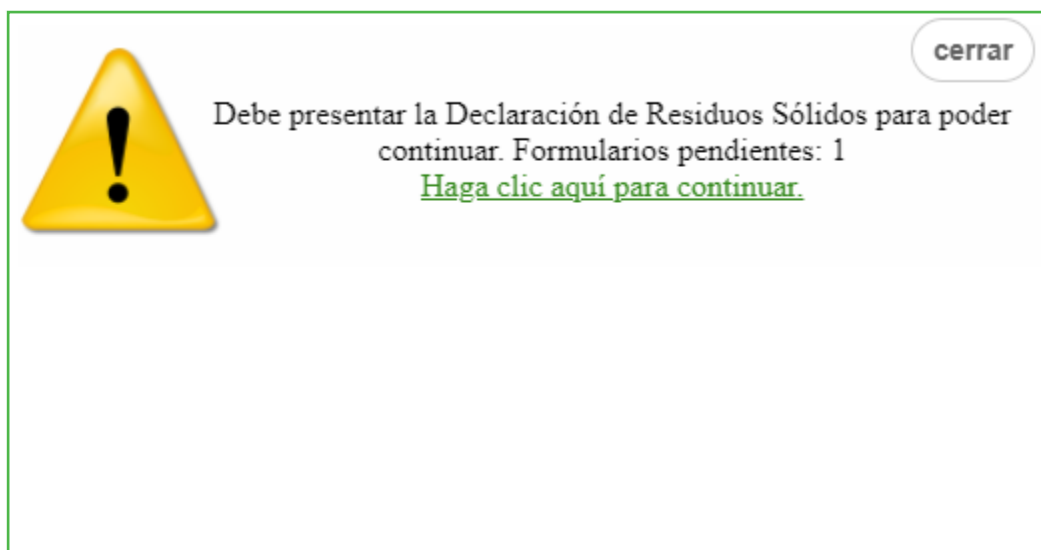 cerrar
Debe presentar la Declaración de Residuos Sólidos para poder
continuar. Formularios pendientes: 1
Haga clic aquí para continuar.